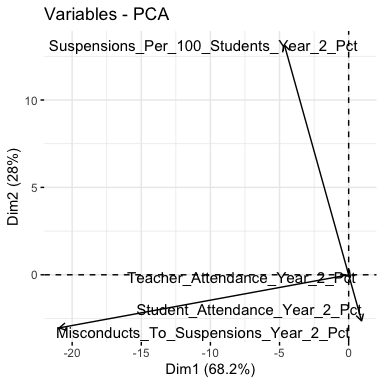 Variables - PCA
Suspensions_Per_100_Students_Year_2_Pct
10
5
0
Teacher_Attendance_Year_2_Pct
Student_Attendance_Year_2_Pct
Misconducts_To_Suspensions_Year_2_Pct
-20 -15 -10 -5 0
Dim1 (68.2%)
Dim2 (28%)